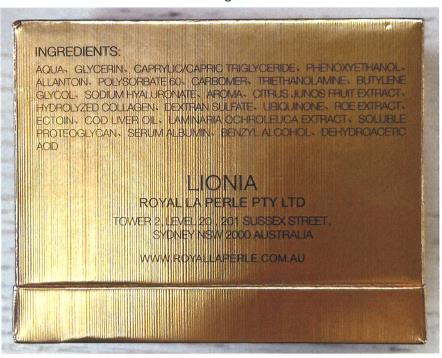 INGREDIENTS:
AQUA、GLYCERIN、CAPRYLIC/CAPRIC TRIGLYCERIDE、PHENOXYETHANOL、
ALLANTOIN、POLYSORBATE 60、CARBOMER、TRIETHANOLAMINE、BUTYLENE
GLYCOL、SODIUM HYALURONATE、AROMA、CITRUS JUNOS FRUIT EXTRACT、
HYDROLYZED COLLAGEN、DEXTRAN SULFATE、UBIQUINONE、ROE EXTRACT、
ECTOIN、COD LIVER OIL、LAMINARIA OCHROLEUCA EXTRACT、SOLUBLE
PROTEOGLYCAN、SERUM ALBUMIN、BENZYL ALCOHOL、DEHYDROACETIC
ACID
LIONIA
ROYAL LA PERLE PTY LTD
TOWER 2, LEVEL 20 , 201 SUSSEX STREET,
SYDNEY NSW 2000 AUSTRALIA
WWW.ROYALLAPERLE.COM.AU